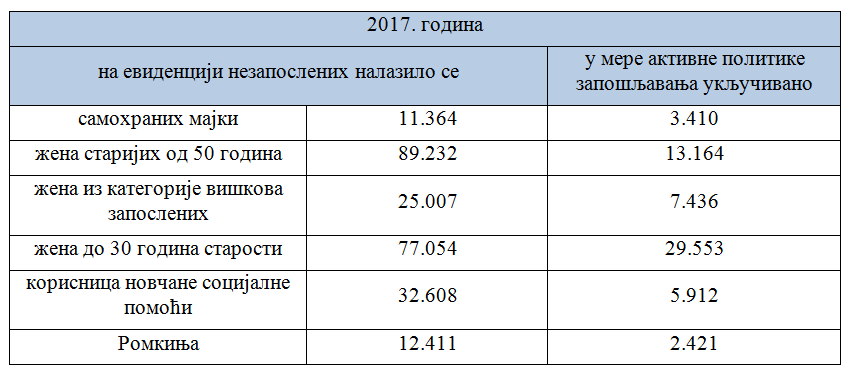 2017. година
на евиденцији незапослених налазило се
у мере активне политике
запошљавања укључивано
самохраних мајки 11.364 3.410
жена старијих од 50 година 89.232 13.164
жена из категорије вишкова
запослених 25.007 7.436
жена до 30 година старости 77.054 29.553
корисница новчане социјалне
помоћи 32.608 5.912
Ромкиња 12.411 2.421